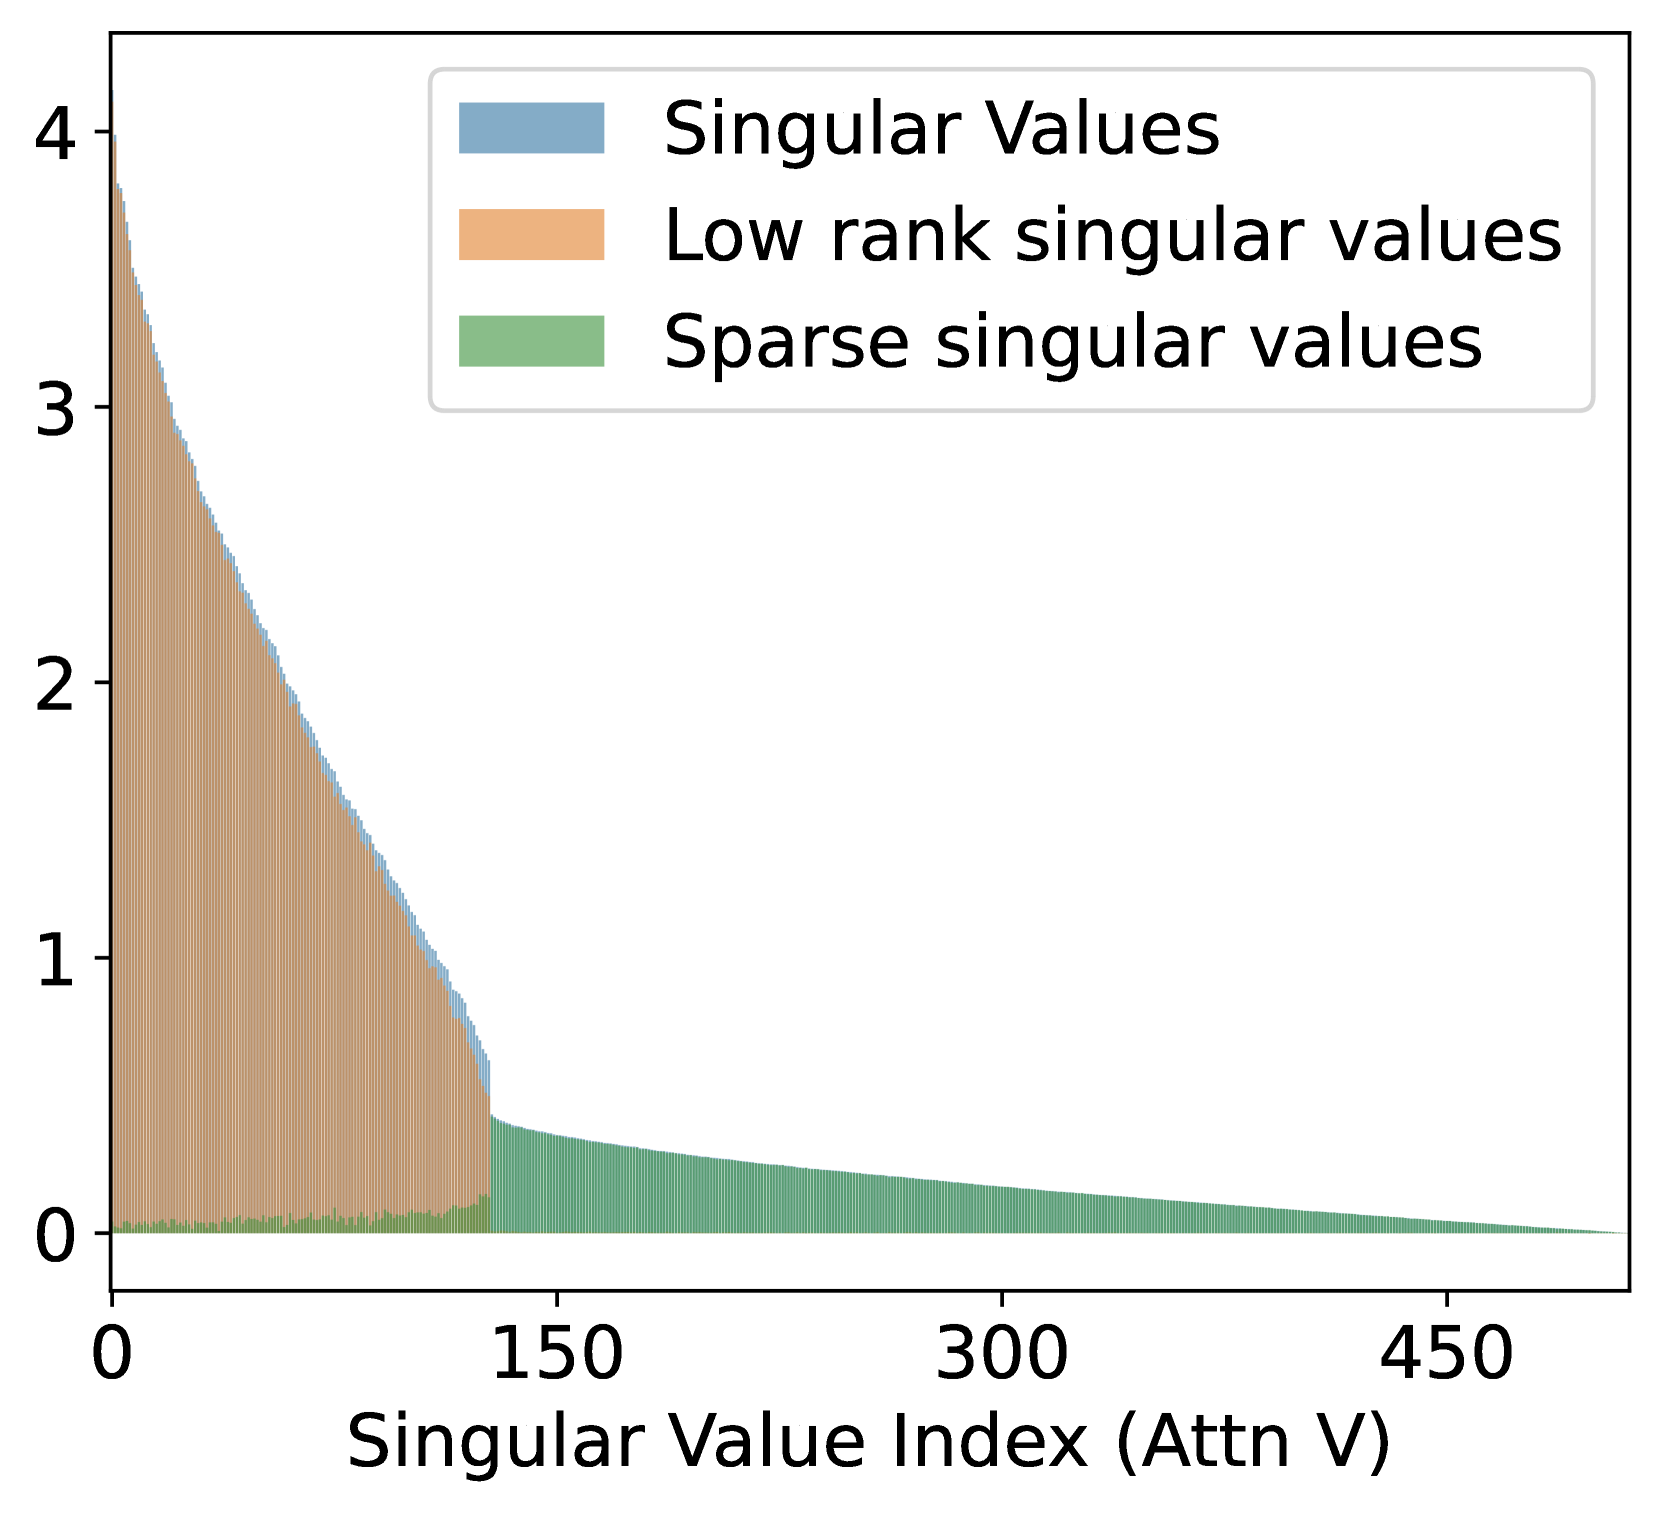 4
3
2
1
0
Singular Values
Low rank singular values
Sparse singular values
0 150 300 450
Singular Value Index (Attn V)